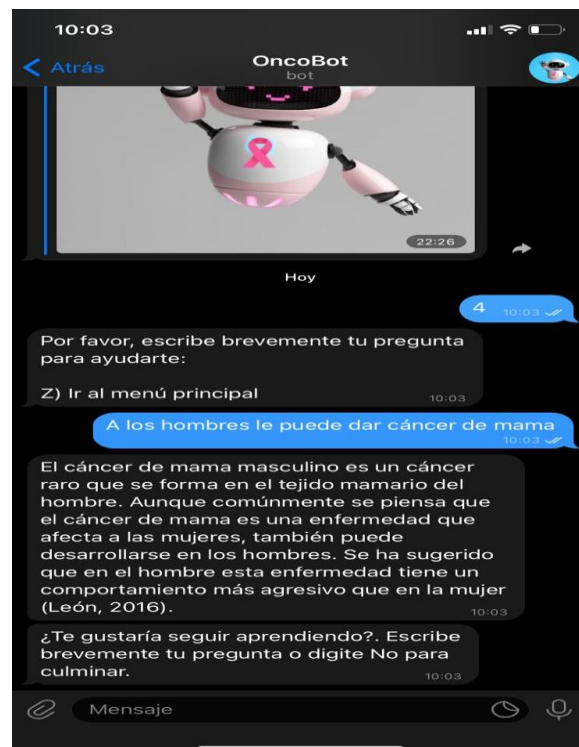 10:03
Atrás
OncoBot
bot
22:26
Hoy
4 10:03
Por favor, escribe brevemente tu pregunta
para ayudarte:
Z) Ir al menú principal
10:03
A los hombres le puede dar cáncer de mama
10:03
El cáncer de mama masculino es un cáncer
raro que se forma en el tejido mamario del
hombre. Aunque comúnmente se piensa que
el cáncer de mama es una enfermedad que
afecta a las mujeres, también puede
desarrollarse en los hombres. Se ha sugerido
que en el hombre esta enfermedad tiene un
comportamiento más agresivo que en la mujer
(León, 2016).
10:03
¿Te gustaría seguir aprendiendo?. Escribe
brevemente tu pregunta o digite No para
culminar.
10:03
Mensaje